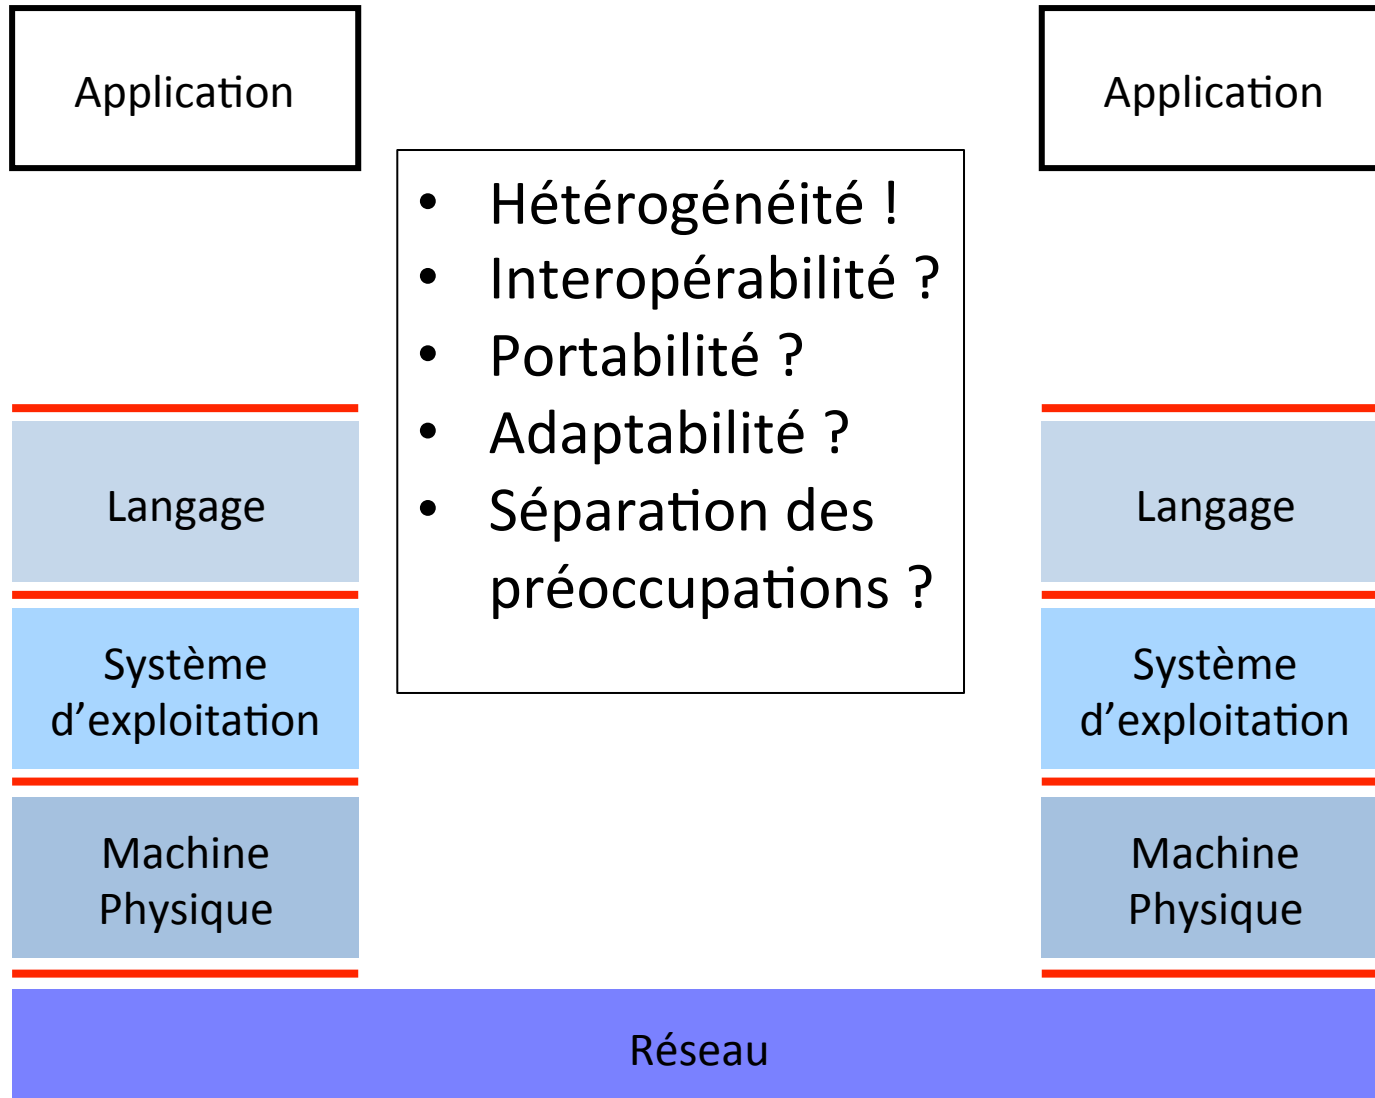 Application
Application
• Hétérogénéité !
• Interopérabilité ?
• Portabilité ?
• Adaptabilité ?
• Séparation des
préoccupations ?
Langage
Langage
Système
d’exploitation
Système
d’exploitation
Machine
Physique
Machine
Physique
Réseau